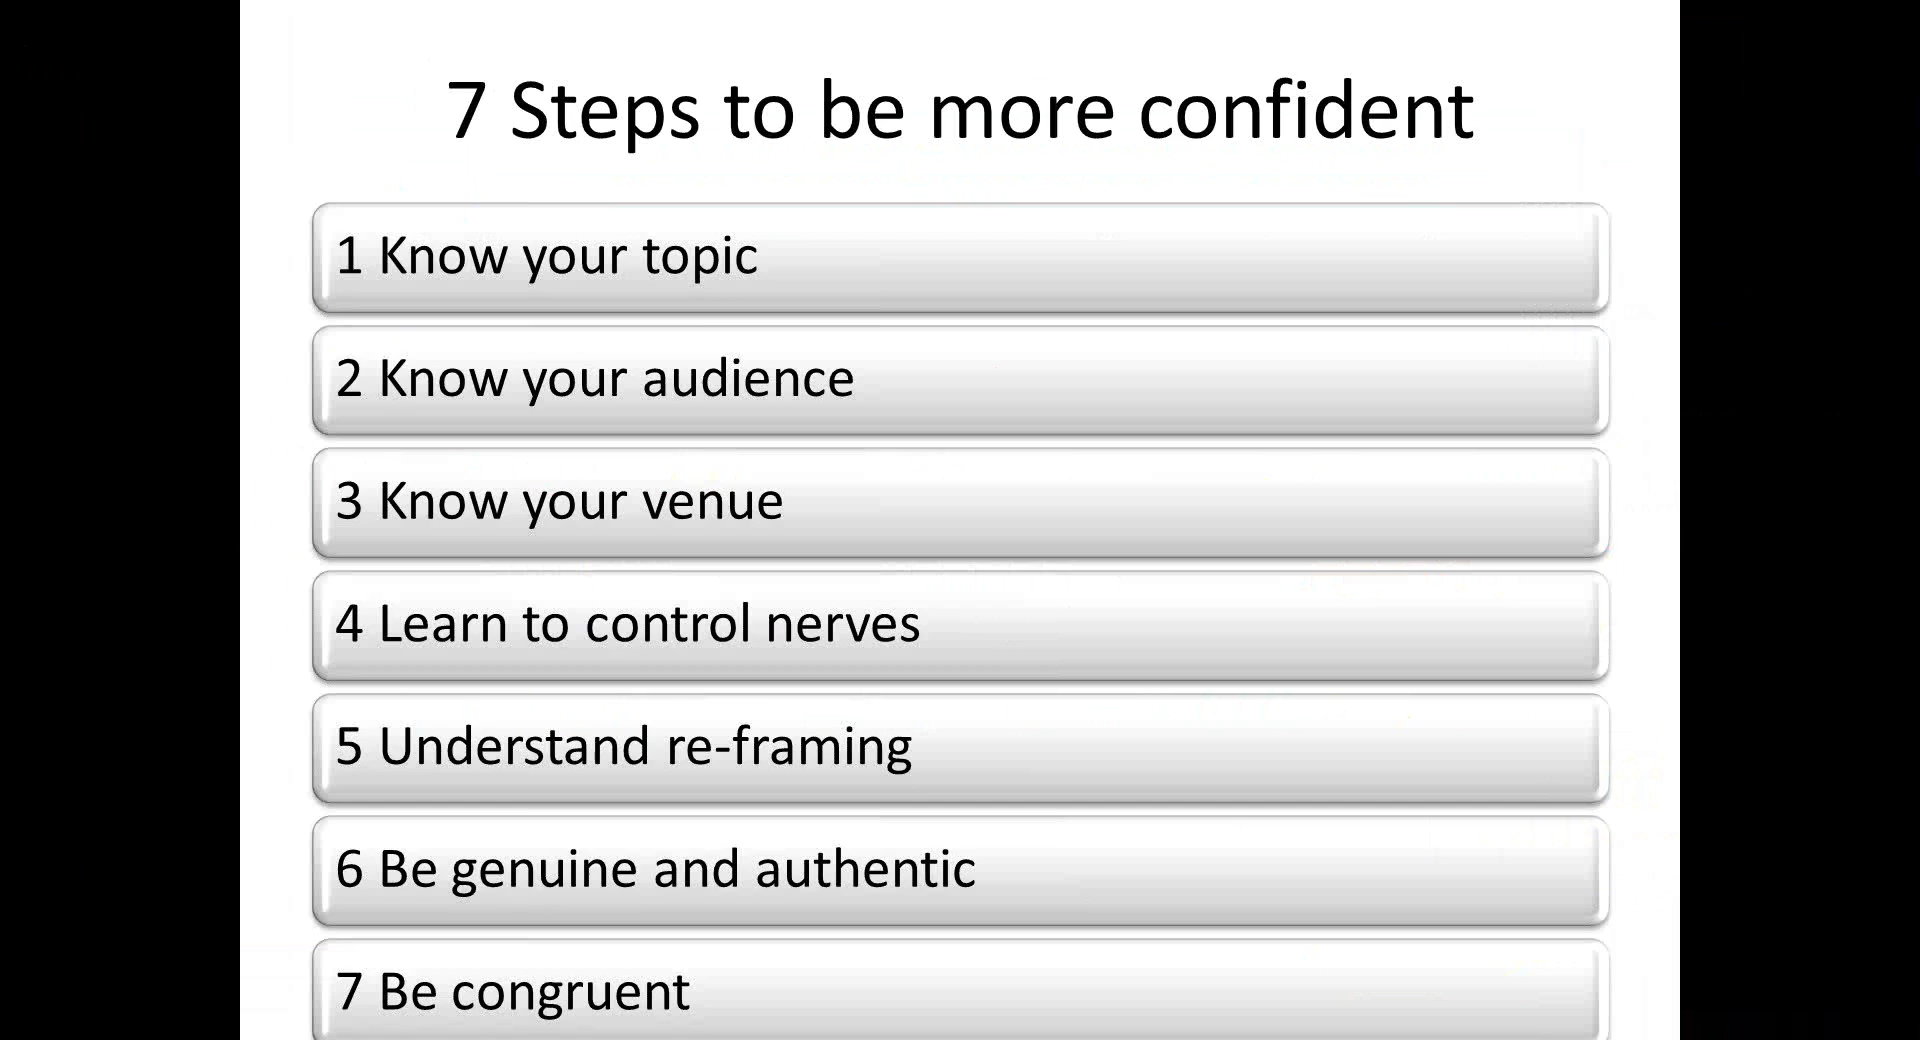 7 Steps to be more confident
1 Know your topic
2 Know your audience
3 Know your venue
4 Learn to control nerves
5 Understand re-framing
6 Be genuine and authentic
7 Be congruent